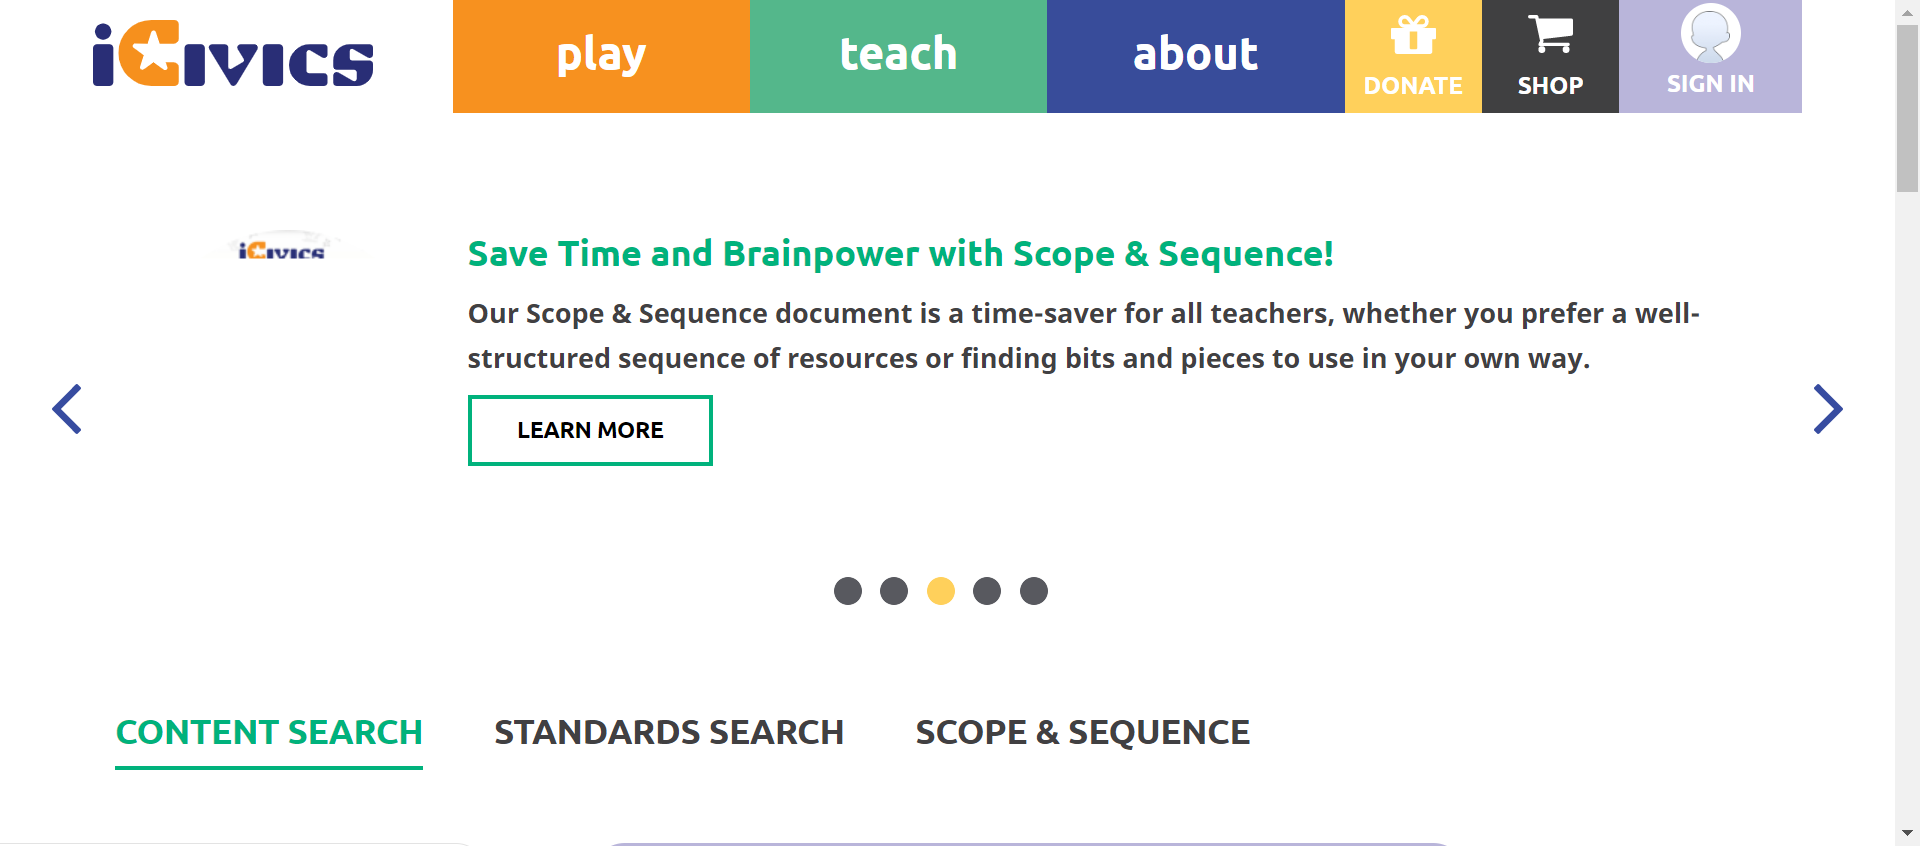 iCivics
play
teach
about
DONATE
SHOP
SIGN IN
iCivics
Save Time and Brainpower with Scope & Sequence!
Our Scope & Sequence document is a time-saver for all teachers, whether you prefer a well-
structured sequence of resources or finding bits and pieces to use in your own way.
LEARN MORE
CONTENT SEARCH
STANDARDS SEARCH
SCOPE & SEQUENCE